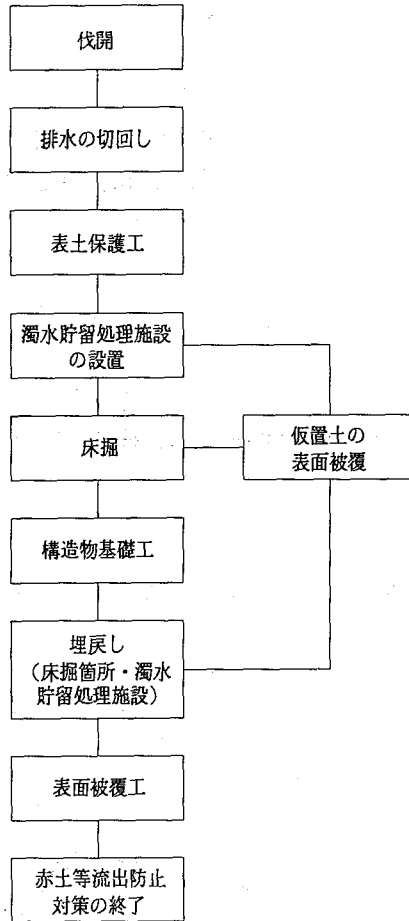 伐開
排水の切回し
表土保護工
濁水貯留処理施設
の設置
床掘
仮置土の
表面被覆
構造物基礎工
埋戻し
(床掘箇所・濁水
貯留処理施設)
表面被覆工
赤土等流出防止
対策の終了